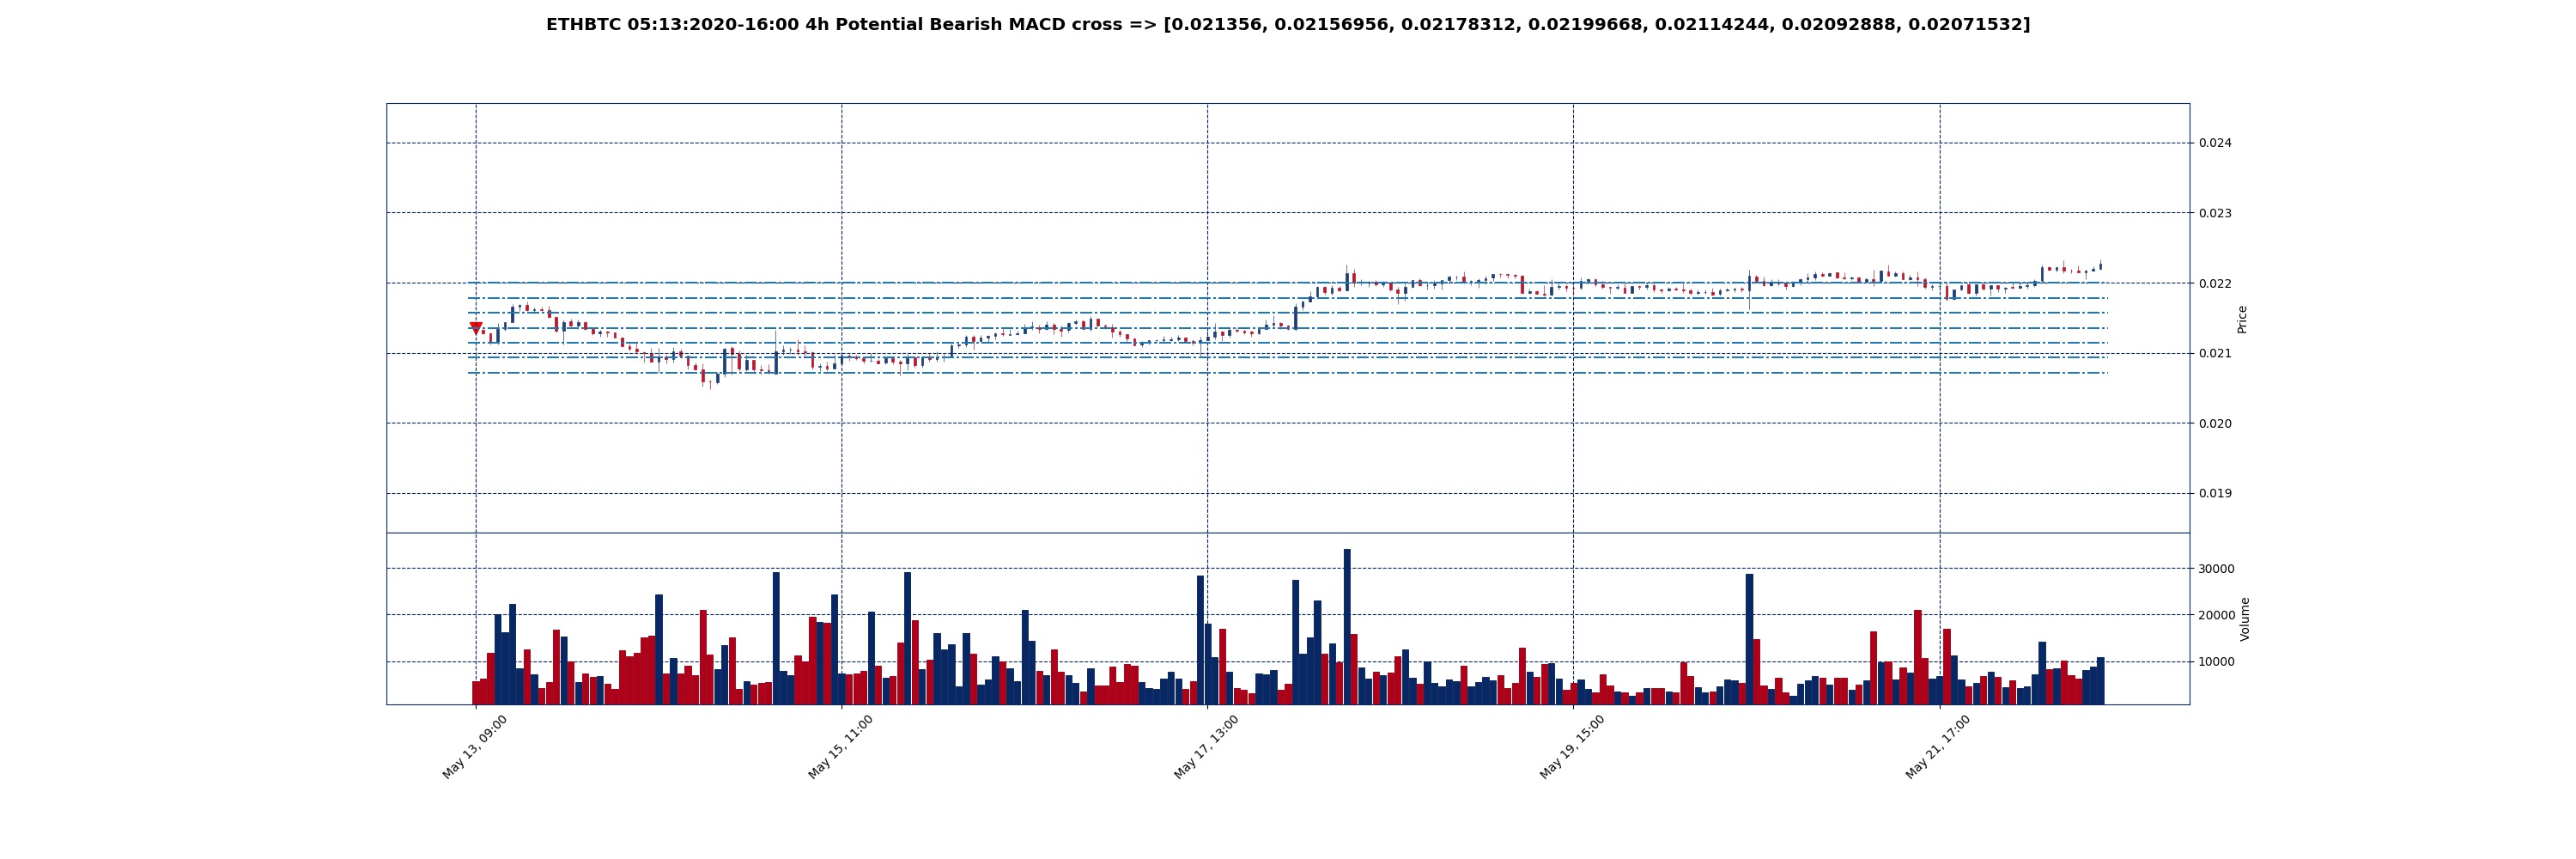 ETHBTC 05:13:2020-16:00 4h Potential Bearish MACD cross => [0.021356, 0.02156956, 0.02178312, 0.02199668, 0.02114244, 0.02092888, 0.02071532]
0.024
0.023
0.022
0.021
0.020
0.019
Price
30000
20000
10000
Volume
May 13, 09:00
May 15, 11:00
May 17, 13:00
May 19, 15:00
May 21, 17:00